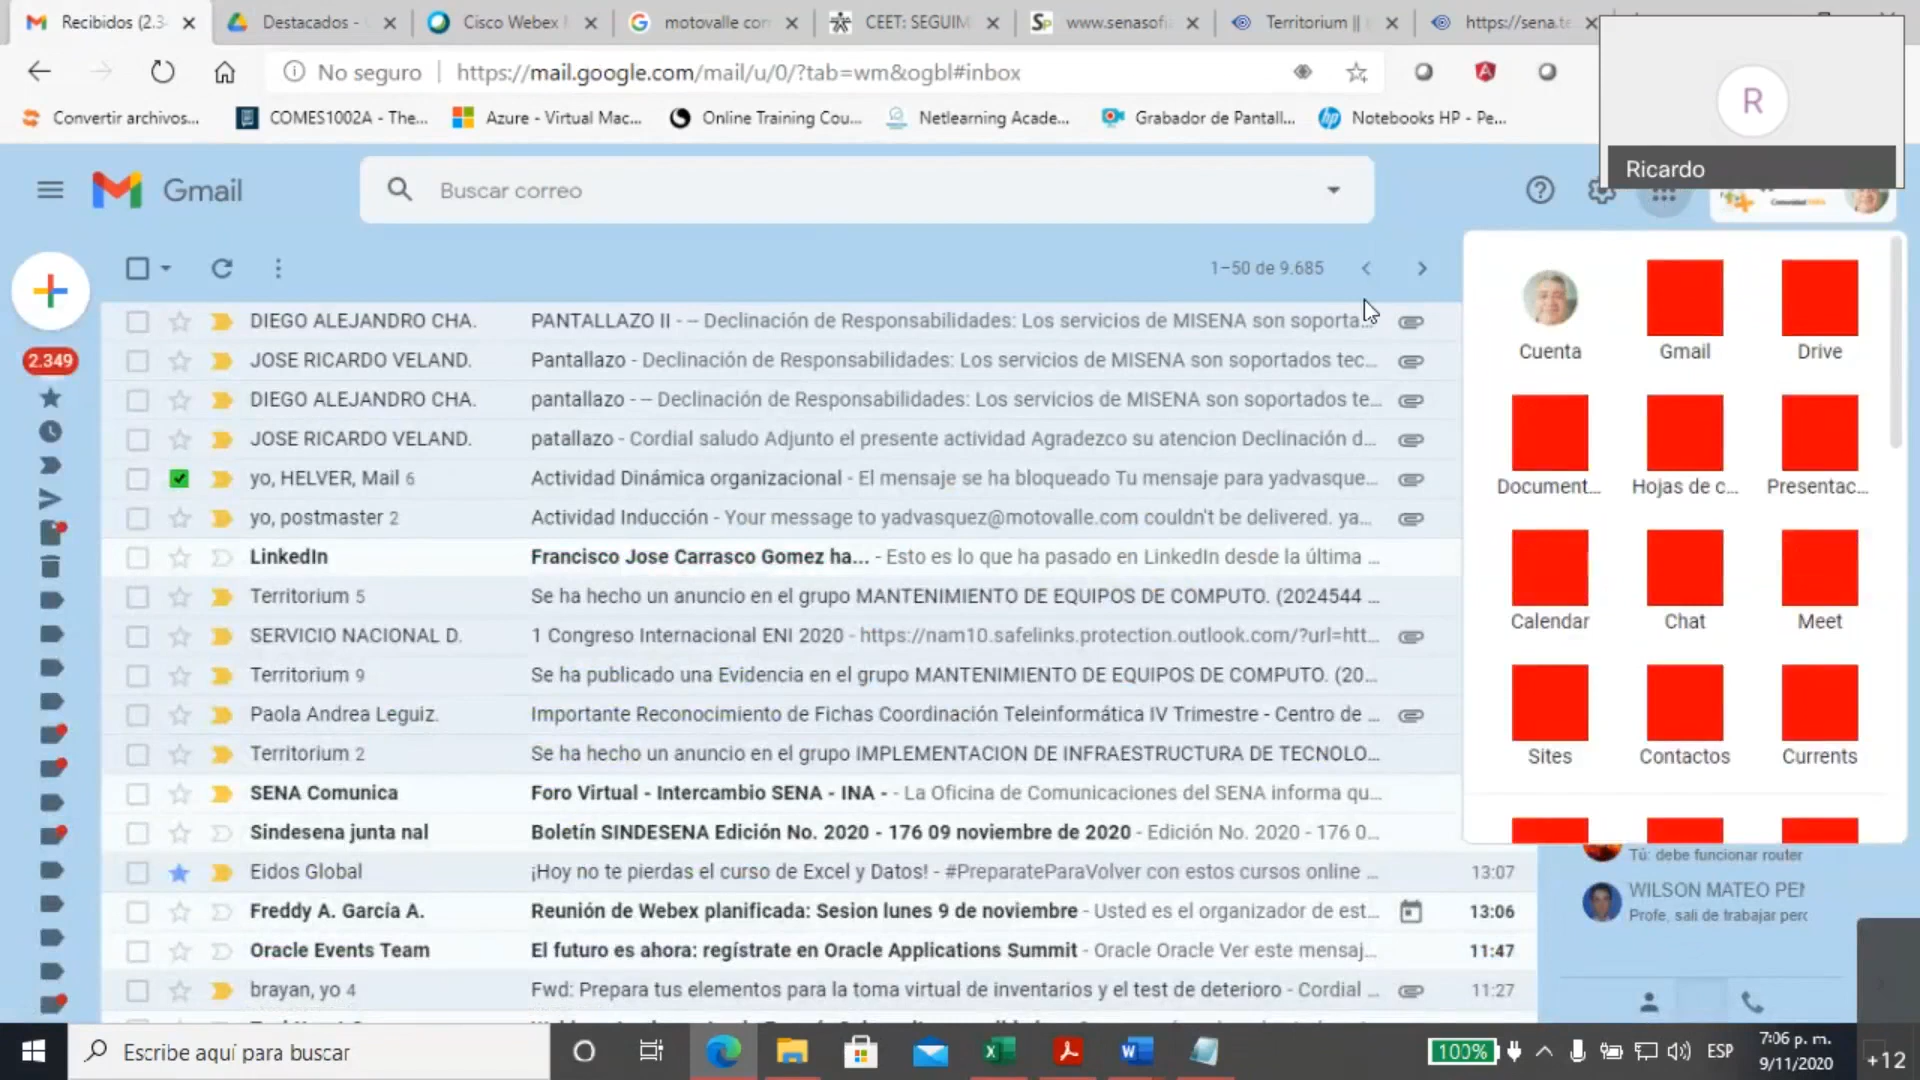 Recibidos (2.3
Destacados -
Cisco Webex
motovalle con
CEET: SEGUIM
www.senasofi
Territorium ||
https://sena.te
No seguro
https://mail.google.com/mail/u/0/?tab=wm&ogbl#inbox
Convertir archivos...
COMES1002A - The...
Azure - Virtual Mac...
Online Training Cou...
Netlearning Acade...
Grabador de Pantall...
Notebooks HP - Pe...
R
Ricardo
Gmail
Buscar correo
1–50 de 9.685
2.349
DIEGO ALEJANDRO CHA. PANTALLAZO II - -- Declinación de Responsabilidades: Los servicios de MISENA son soporta...
JOSE RICARDO VELAND. Pantallazo - Declinación de Responsabilidades: Los servicios de MISENA son soportados tec...
DIEGO ALEJANDRO CHA. pantallazo - -- Declinación de Responsabilidades: Los servicios de MISENA son soportados te...
JOSE RICARDO VELAND. patallazo - Cordial saludo Adjunto el presente actividad Agradezco su atencion Declinación d...
yo, HELVER, Mail 6 Actividad Dinámica organizacional - El mensaje se ha bloqueado Tu mensaje para yadvasque...
yo, postmaster 2 Actividad Inducción - Your message to yadvasquez@motovalle.com couldn't be delivered. ya...
LinkedIn Francisco Jose Carrasco Gomez ha... - Esto es lo que ha pasado en LinkedIn desde la última ...
Territorium 5 Se ha hecho un anuncio en el grupo MANTENIMIENTO DE EQUIPOS DE COMPUTO. (2024544 ...
SERVICIO NACIONAL D. 1 Congreso Internacional ENI 2020 - https://nam10.safelinks.protection.outlook.com/?url=htt...
Territorium 9 Se ha publicado una Evidencia en el grupo MANTENIMIENTO DE EQUIPOS DE COMPUTO. (20...
Paola Andrea Leguiz. Importante Reconocimiento de Fichas Coordinación Teleinformática IV Trimestre - Centro de ...
Territorium 2 Se ha hecho un anuncio en el grupo IMPLEMENTACION DE INFRAESTRUCTURA DE TECNOLO...
SENA Comunica Foro Virtual - Intercambio SENA - INA - - La Oficina de Comunicaciones del SENA informa qu...
Sindesena junta nal Boletín SINDESENA Edición No. 2020 - 176 09 noviembre de 2020 - Edición No. 2020 - 176 0...
Eidos Global ¡Hoy no te pierdas el curso de Excel y Datos! - #PreparateParaVolver con estos cursos online ... 13:07
Freddy A. García A. Reunión de Webex planificada: Sesion lunes 9 de noviembre - Usted es el organizador de est... 13:06
Oracle Events Team El futuro es ahora: regístrate en Oracle Applications Summit - Oracle Oracle Ver este mensaj... 11:47
brayan, yo 4 Fwd: Prepara tus elementos para la toma virtual de inventarios y el test de deterioro - Cordial ... 11:27
Cuenta Gmail Drive
Document... Hojas de c... Presentac...
Calendar Chat Meet
Sites Contactos Currents
Tú: debe funcionar router
WILSON MATEO PEN
Profe, sali de trabajar perc
Escribe aquí para buscar
100%
ESP
7:06 p. m.
9/11/2020
+12